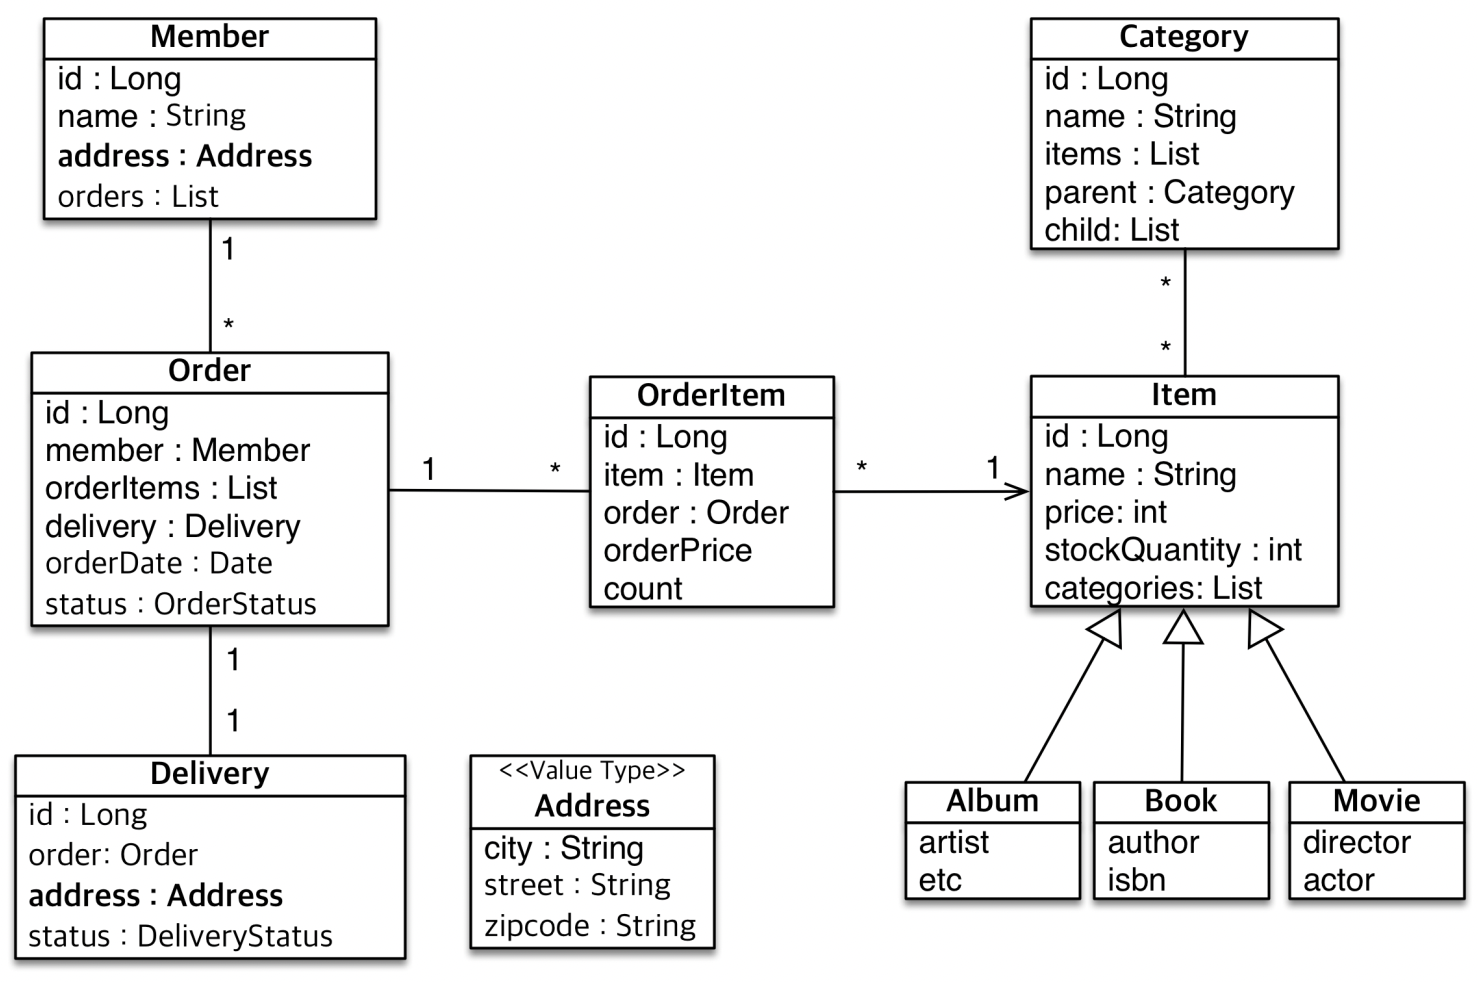 Member
id : Long
name : String
address : Address
orders : List
1
*
Order
id : Long
member : Member
orderItems : List
delivery : Delivery
orderDate : Date
status : OrderStatus
1
*
OrderItem
id : Long
item : Item
order : Order
orderPrice
count
*
1
Category
id : Long
name : String
items : List
parent : Category
child: List
*
*
Item
id : Long
name : String
price: int
stockQuantity : int
categories: List
1
1
Delivery
id : Long
order: Order
address : Address
status : DeliveryStatus
<<Value Type>>
Address
city : String
street : String
zipcode : String
Album
artist
etc
Book
author
isbn
Movie
director
actor